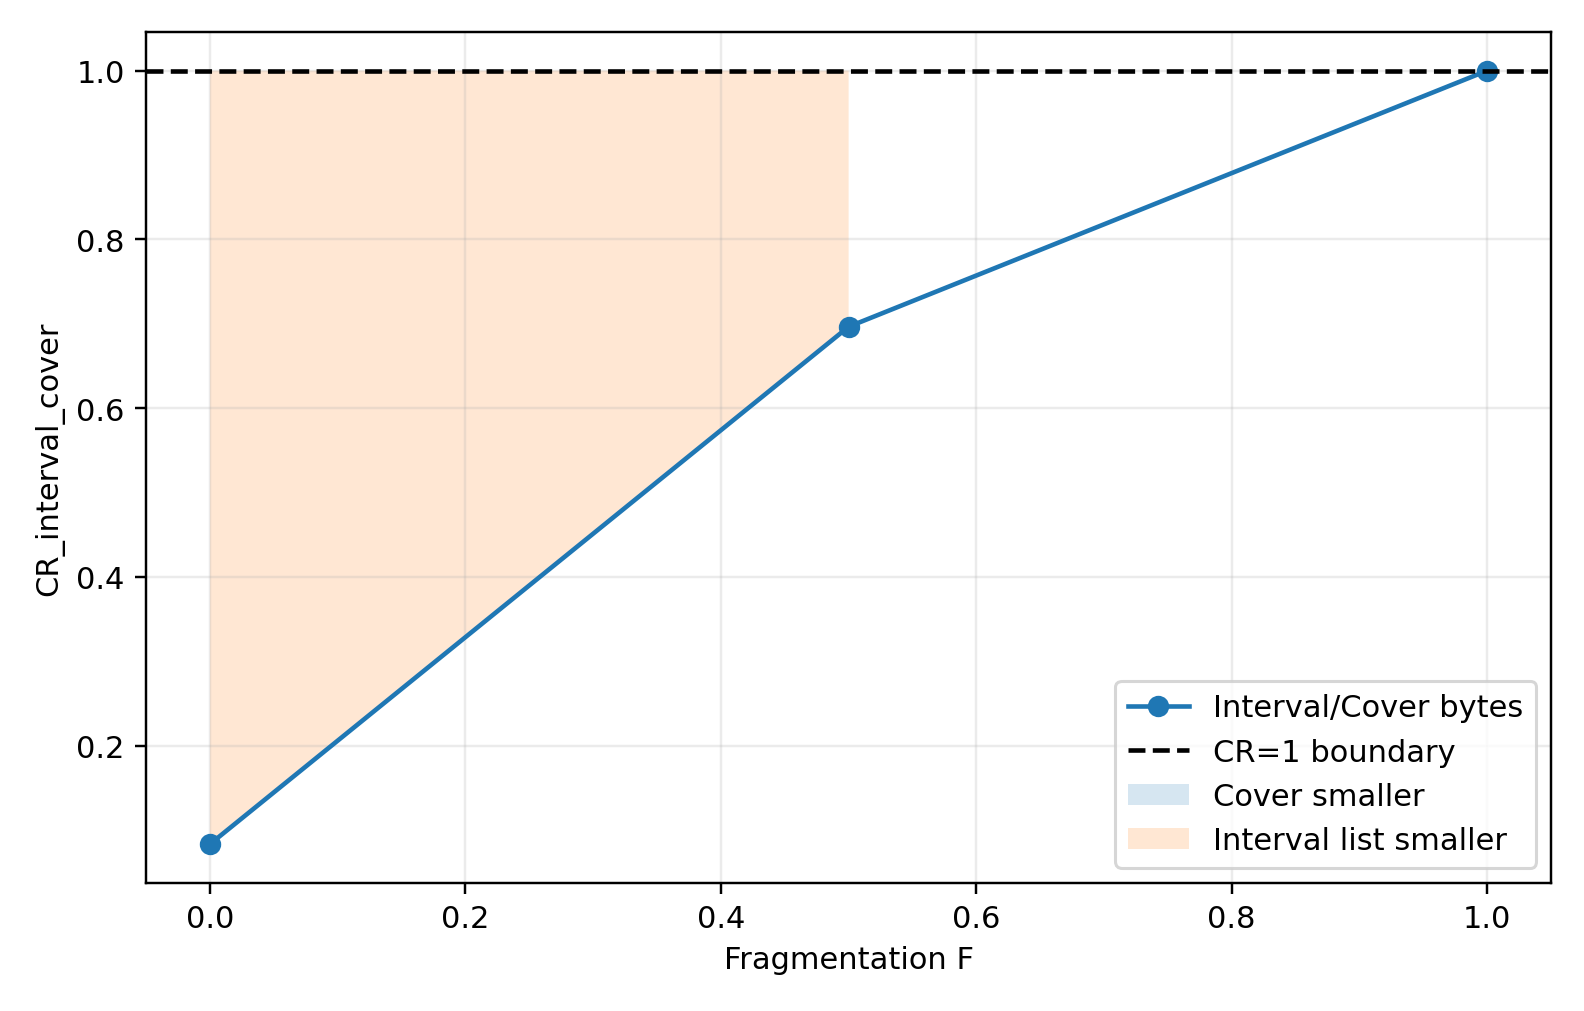 1.0
0.8
0.6
0.4
0.2
CR_interval_cover
0.0 0.2 0.4 0.6 0.8 1.0
Fragmentation F
Interval/Cover bytes
CR=1 boundary
Cover smaller
Interval list smaller